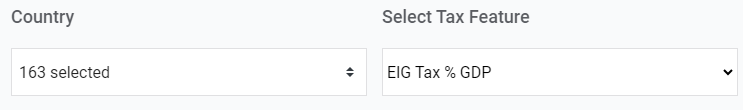 Country
Select Tax Feature
163 selected
EIG Tax % GDP